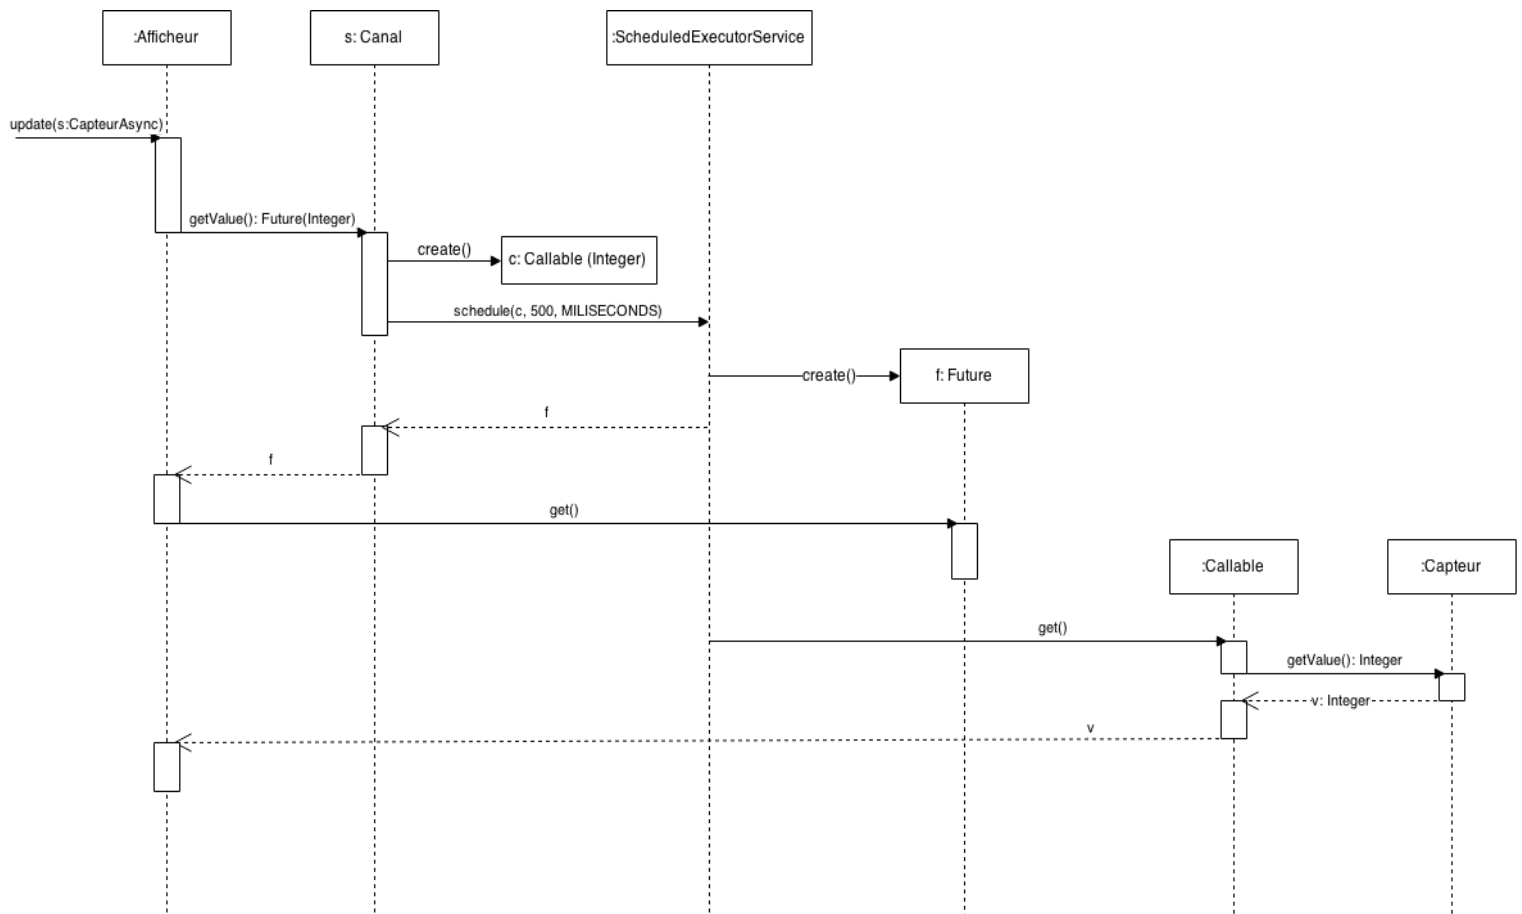 :Afficheur
s: Canal
:ScheduledExecutorService
update(s:CapteurAsync)
getValue(): Future(Integer)
create()
c: Callable (Integer)
schedule(c, 500, MILISECONDS)
create()
f: Future
f
f
get()
:Callable
:Capteur
get()
getValue(): Integer
v: Integer
v